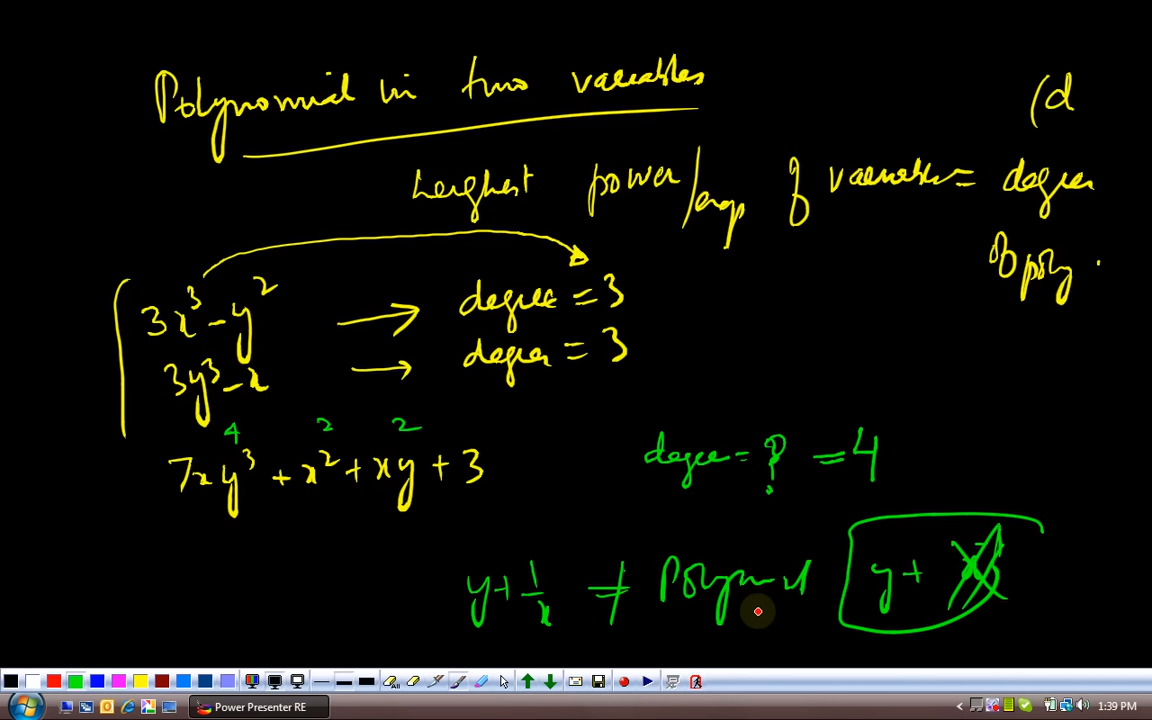 Polynomial in two variables
(d
highest power/exp of variables = degree
of poly.
3x³ - y² → degree = 3
3y³ - x → degree = 3
4 2 2
7xy³ + x² + xy + 3 degree = ? = 4
y + 1/x ≠ Polynomial y +
Power Presenter RE
1:39 PM